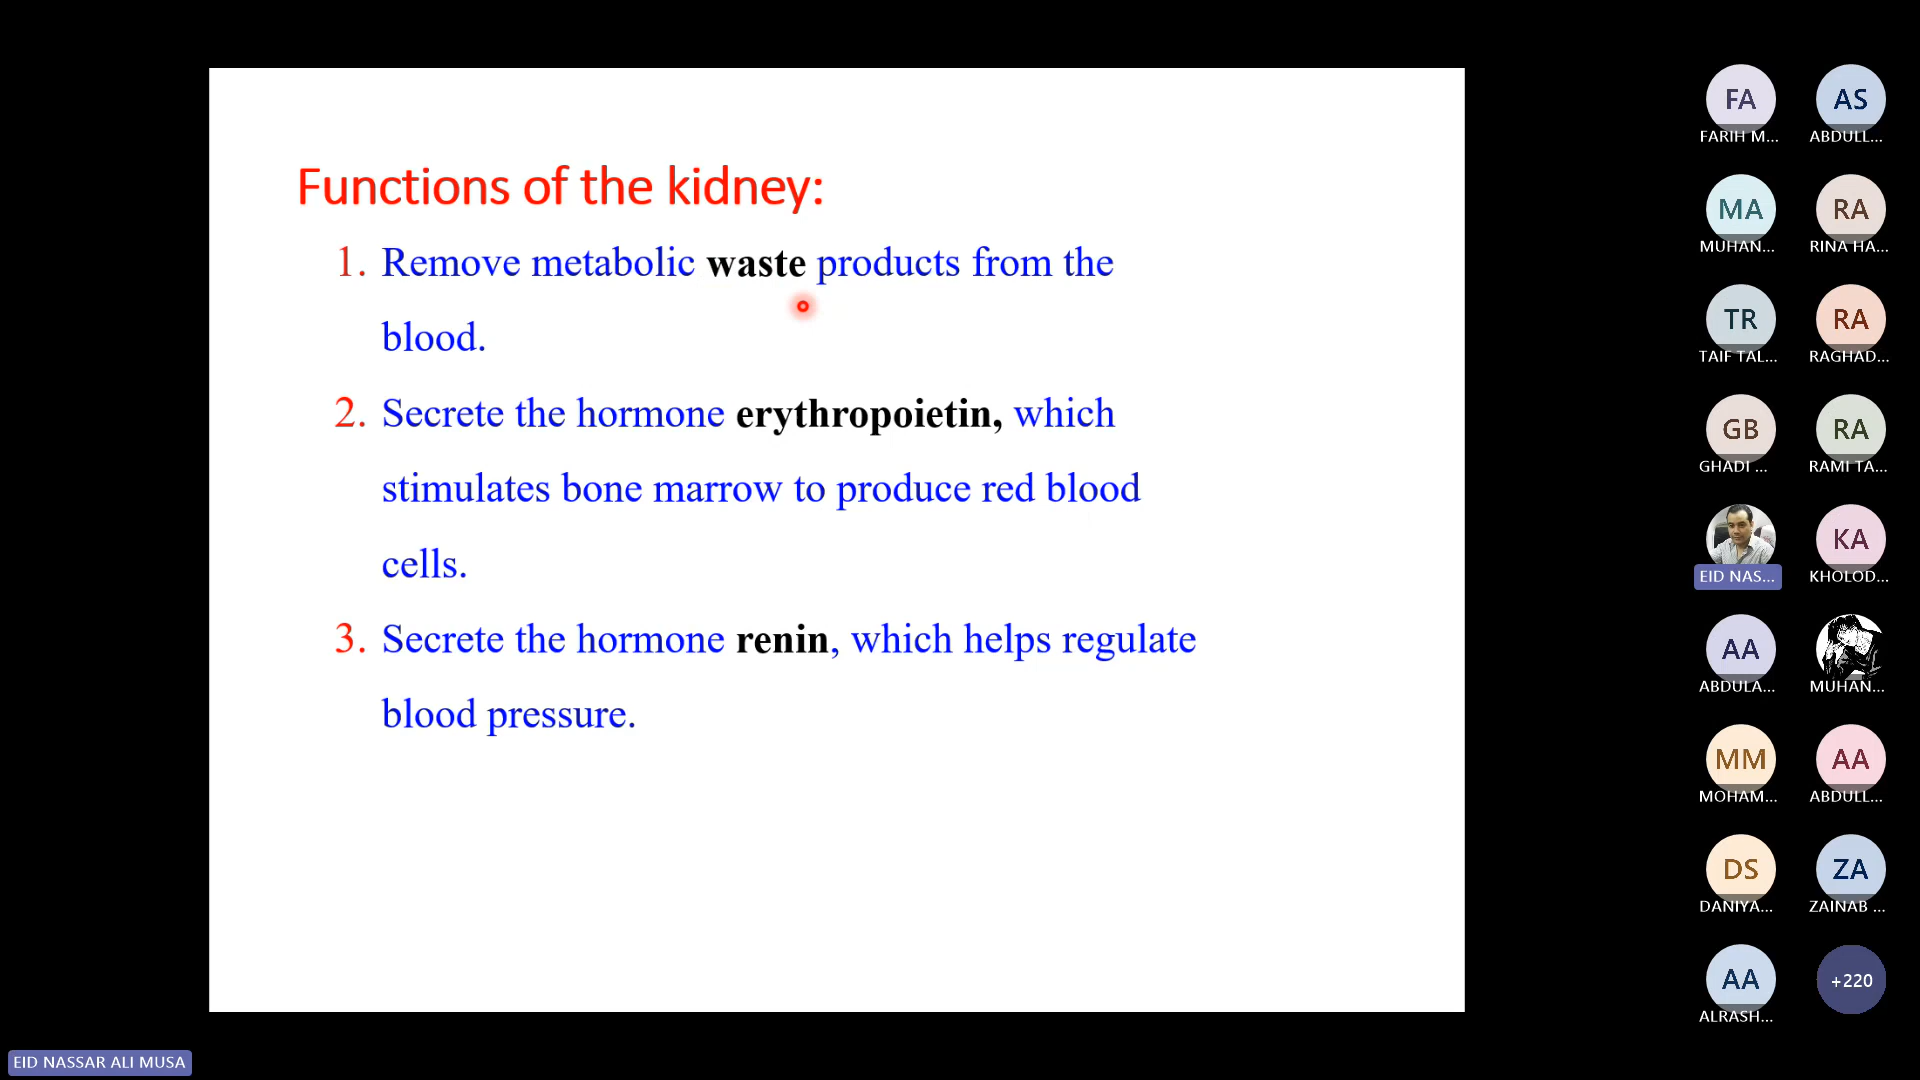 Functions of the kidney:
1. Remove metabolic waste products from the
blood.
2. Secrete the hormone erythropoietin, which
stimulates bone marrow to produce red blood
cells.
3. Secrete the hormone renin, which helps regulate
blood pressure.
FA AS
FARIH M... ABDULL...
MA RA
MUHAN... RINA HA...
TR RA
TAIF TAL... RAGHAD...
GB RA
GHADI ... RAMI TA...
KA
EID NAS... KHOLOD...
AA
ABDULA... MUHAN...
MM AA
MOHAM... ABDULL...
DS ZA
DANIYA... ZAINAB ...
AA +220
ALRASH...
EID NASSAR ALI MUSA